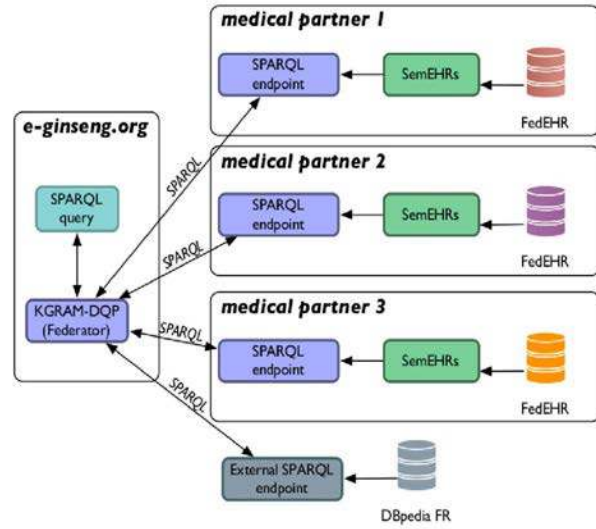 medical partner 1
SPARQL
endpoint
SemEHRs
FedEHR
e-ginseng.org
SPARQL
query
KGRAM-DQP
(Federator)
SPARQL
medical partner 2
SPARQL
endpoint
SemEHRs
FedEHR
SPARQL
medical partner 3
SPARQL
endpoint
SemEHRs
FedEHR
SPARQL
SPARQL
External SPARQL
endpoint
DBpedia FR